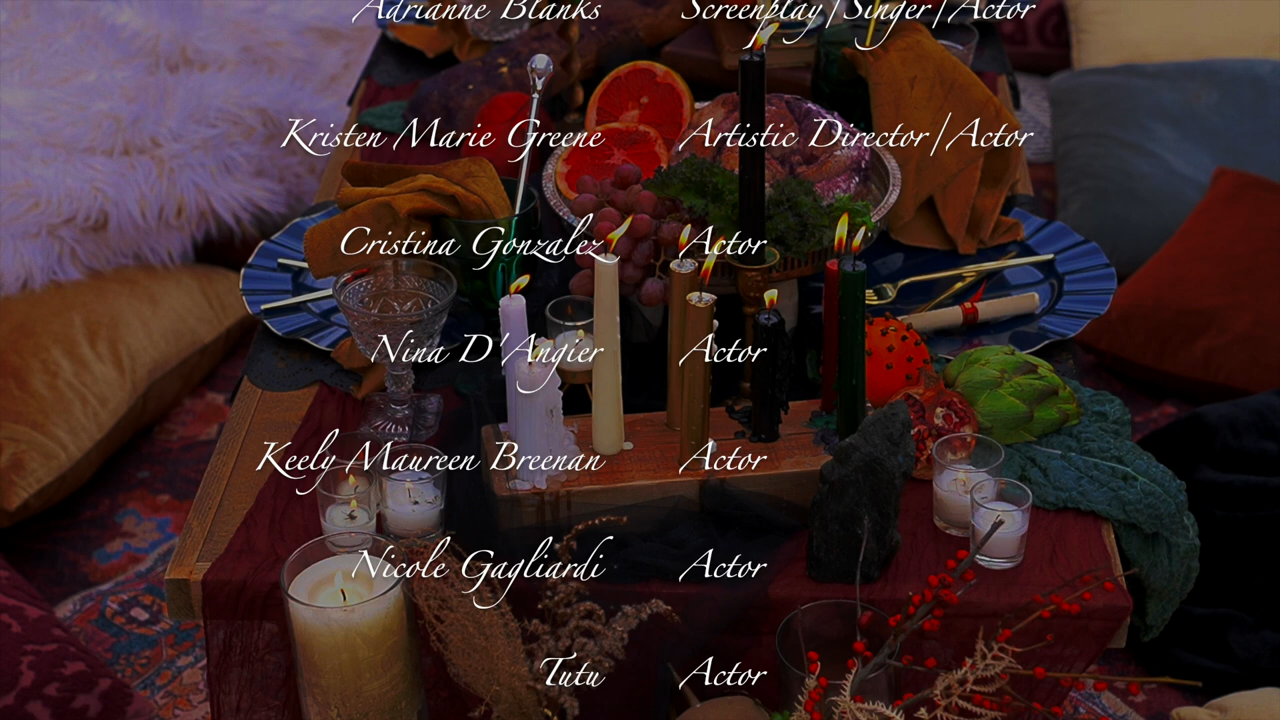 Adrianne Blanks Screenplay/Singer/Actor
Kristen Marie Greene Artistic Director/Actor
Cristina Gonzalez Actor
Nina D'Angier Actor
Keely Maureen Breenan Actor
Nicole Gagliardi Actor
Tutu Actor